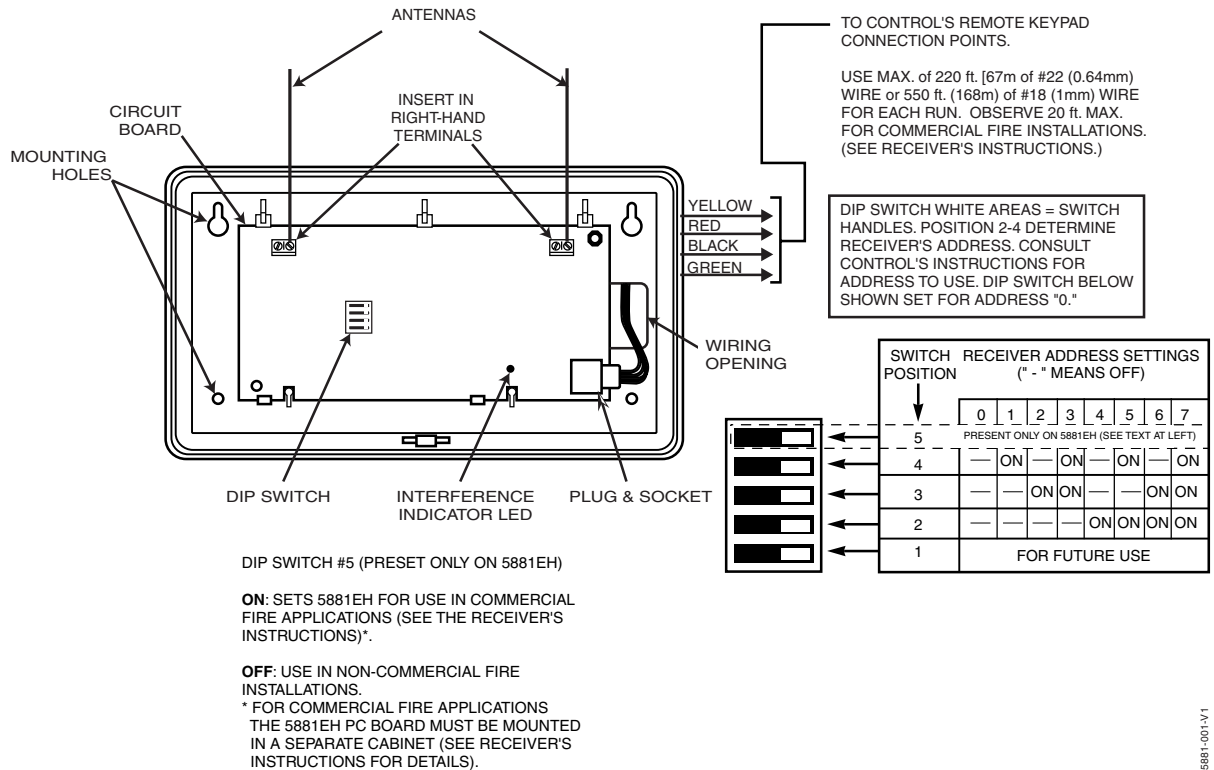 ANTENNAS
TO CONTROL'S REMOTE KEYPAD
CONNECTION POINTS.
USE MAX. of 220 ft. [67m of #22 (0.64mm)
WIRE or 550 ft. (168m) of #18 (1mm) WIRE
FOR EACH RUN. OBSERVE 20 ft. MAX.
FOR COMMERCIAL FIRE INSTALLATIONS.
(SEE RECEIVER'S INSTRUCTIONS.)
CIRCUIT
BOARD
INSERT IN
RIGHT-HAND
TERMINALS
MOUNTING
HOLES
YELLOW
RED
BLACK
GREEN
DIP SWITCH WHITE AREAS = SWITCH
HANDLES. POSITION 2-4 DETERMINE
RECEIVER'S ADDRESS. CONSULT
CONTROL'S INSTRUCTIONS FOR
ADDRESS TO USE. DIP SWITCH BELOW
SHOWN SET FOR ADDRESS "0."
WIRING
OPENING
SWITCH
POSITION
RECEIVER ADDRESS SETTINGS
(" - " MEANS OFF)
0 1 2 3 4 5 6 7
5 PRESENT ONLY ON 5881EH (SEE TEXT AT LEFT)
4 — ON — ON — ON — ON
3 — — ON ON — — ON ON
2 — — — — ON ON ON ON
1 FOR FUTURE USE
DIP SWITCH
INTERFERENCE
INDICATOR LED
PLUG & SOCKET
DIP SWITCH #5 (PRESET ONLY ON 5881EH)
ON: SETS 5881EH FOR USE IN COMMERCIAL
FIRE APPLICATIONS (SEE THE RECEIVER'S
INSTRUCTIONS)*.
OFF: USE IN NON-COMMERCIAL FIRE
INSTALLATIONS.
* FOR COMMERCIAL FIRE APPLICATIONS
THE 5881EH PC BOARD MUST BE MOUNTED
IN A SEPARATE CABINET (SEE RECEIVER'S
INSTRUCTIONS FOR DETAILS).
5881-001-V1